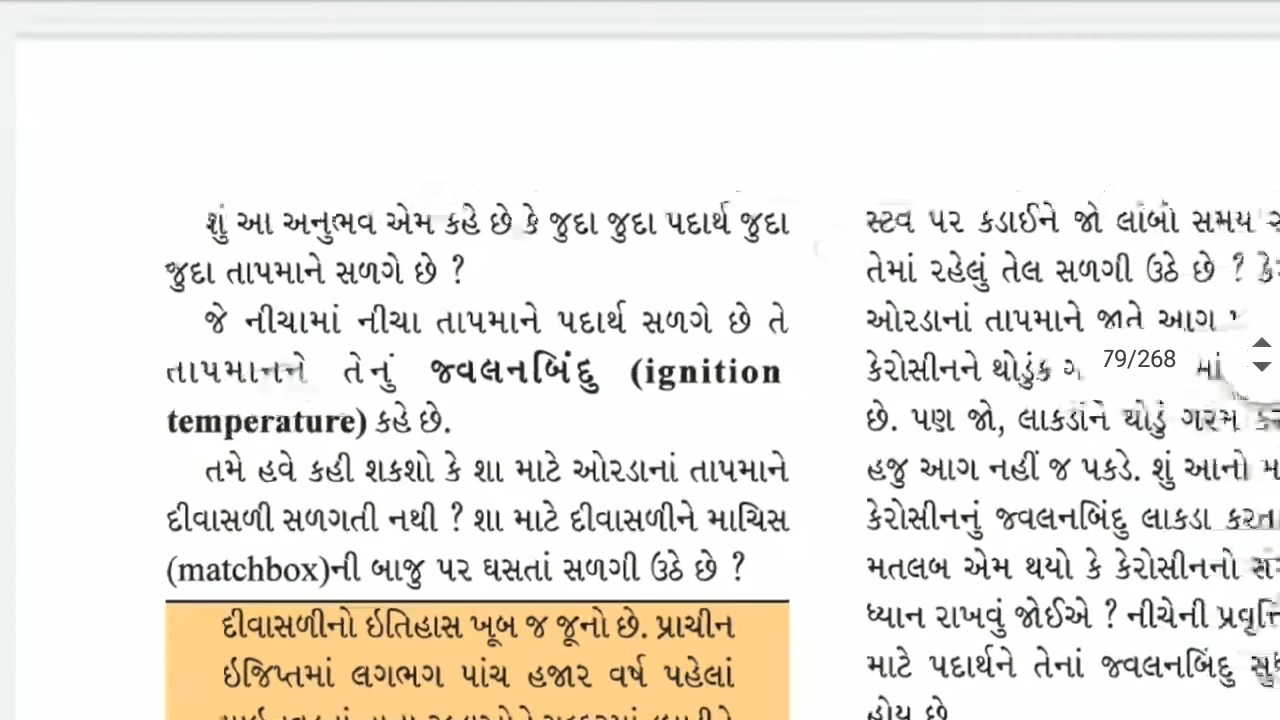 શું આ અનુભવ એમ કહે છે કે જુદા જુદા પદાર્થ જુદા
જુદા તાપમાને સળગે છે ?
જે નીચામાં નીચા તાપમાને પદાર્થ સળગે છે તે
તાપમાનને તેનું જ્વલનબિંદુ (ignition
temperature) કહે છે.
તમે હવે કહી શકશો કે શા માટે ઓરડાનાં તાપમાને
દીવાસળી સળગતી નથી ? શા માટે દીવાસળીને માચિસ
(matchbox)ની બાજુ પર ઘસતાં સળગી ઉઠે છે ?
દીવાસળીનો ઇતિહાસ ખૂબ જ જૂનો છે. પ્રાચીન
ઇજિપ્તમાં લગભગ પાંચ હજાર વર્ષ પહેલાં
સ્ટવ પર કડાઈને જો લાંબો સમય
તેમાં રહેલું તેલ સળગી ઉઠે છે ?
ઓરડાનાં તાપમાને જાતે આગ
કેરોસીનને થોડુંક
છે. પણ જો, લાકડાંને થોડું ગરમ
હજુ આગ નહીં જ પકડે. શું આનો
કેરોસીનનું જ્વલનબિંદુ લાકડા કરતા
મતલબ એમ થયો કે કેરોસીનનો
ધ્યાન રાખવું જોઈએ ? નીચેની
માટે પદાર્થને તેનાં જ્વલનબિંદુ
હોય છે
79/268